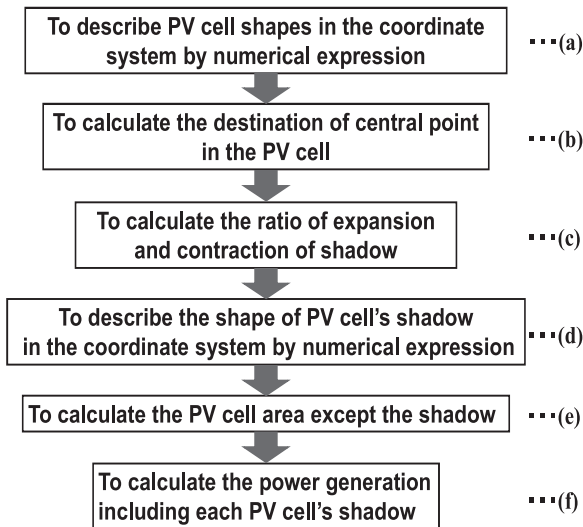 To describe PV cell shapes in the coordinate
system by numerical expression
···(a)
To calculate the destination of central point
in the PV cell
···(b)
To calculate the ratio of expansion
and contraction of shadow
···(c)
To describe the shape of PV cell's shadow
in the coordinate system by numerical expression
···(d)
To calculate the PV cell area except the shadow
···(e)
To calculate the power generation
including each PV cell's shadow
···(f)